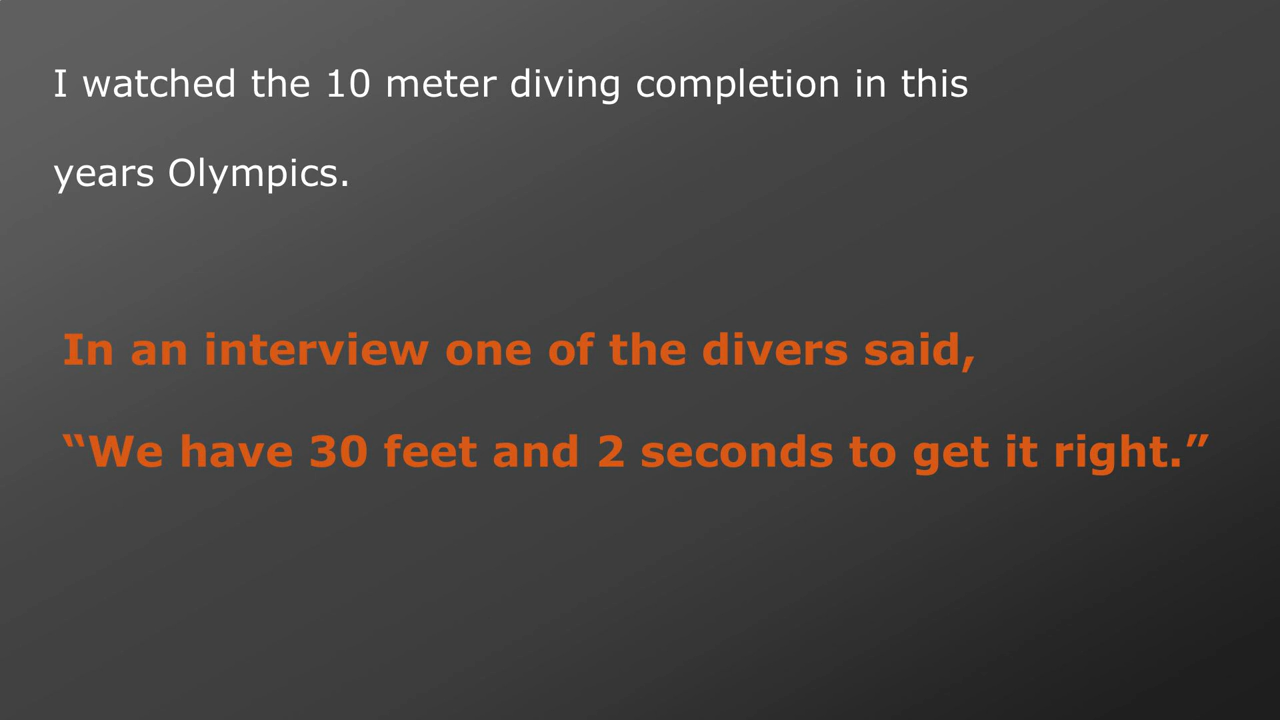 I watched the 10 meter diving completion in this
years Olympics.
In an interview one of the divers said,
“We have 30 feet and 2 seconds to get it right.”